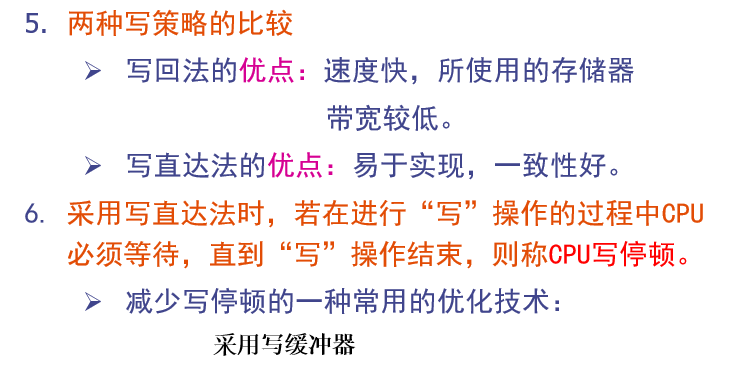 5. 两种写策略的比较
➢ 写回法的优点：速度快，所使用的存储器
带宽较低。
➢ 写直达法的优点：易于实现，一致性好。
6. 采用写直达法时，若在进行“写”操作的过程中CPU
必须等待，直到“写”操作结束，则称CPU写停顿。
➢ 减少写停顿的一种常用的优化技术：
采用写缓冲器